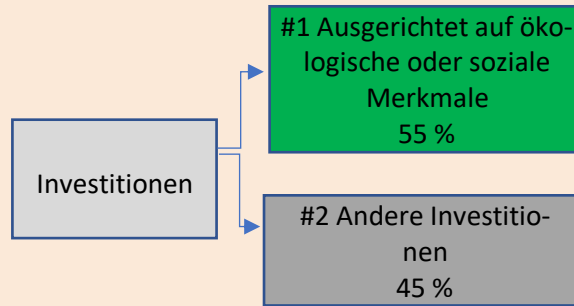 #1 Ausgerichtet auf öko-
logische oder soziale
Merkmale
55 %
Investitionen
#2 Andere Investitio-
nen
45 %